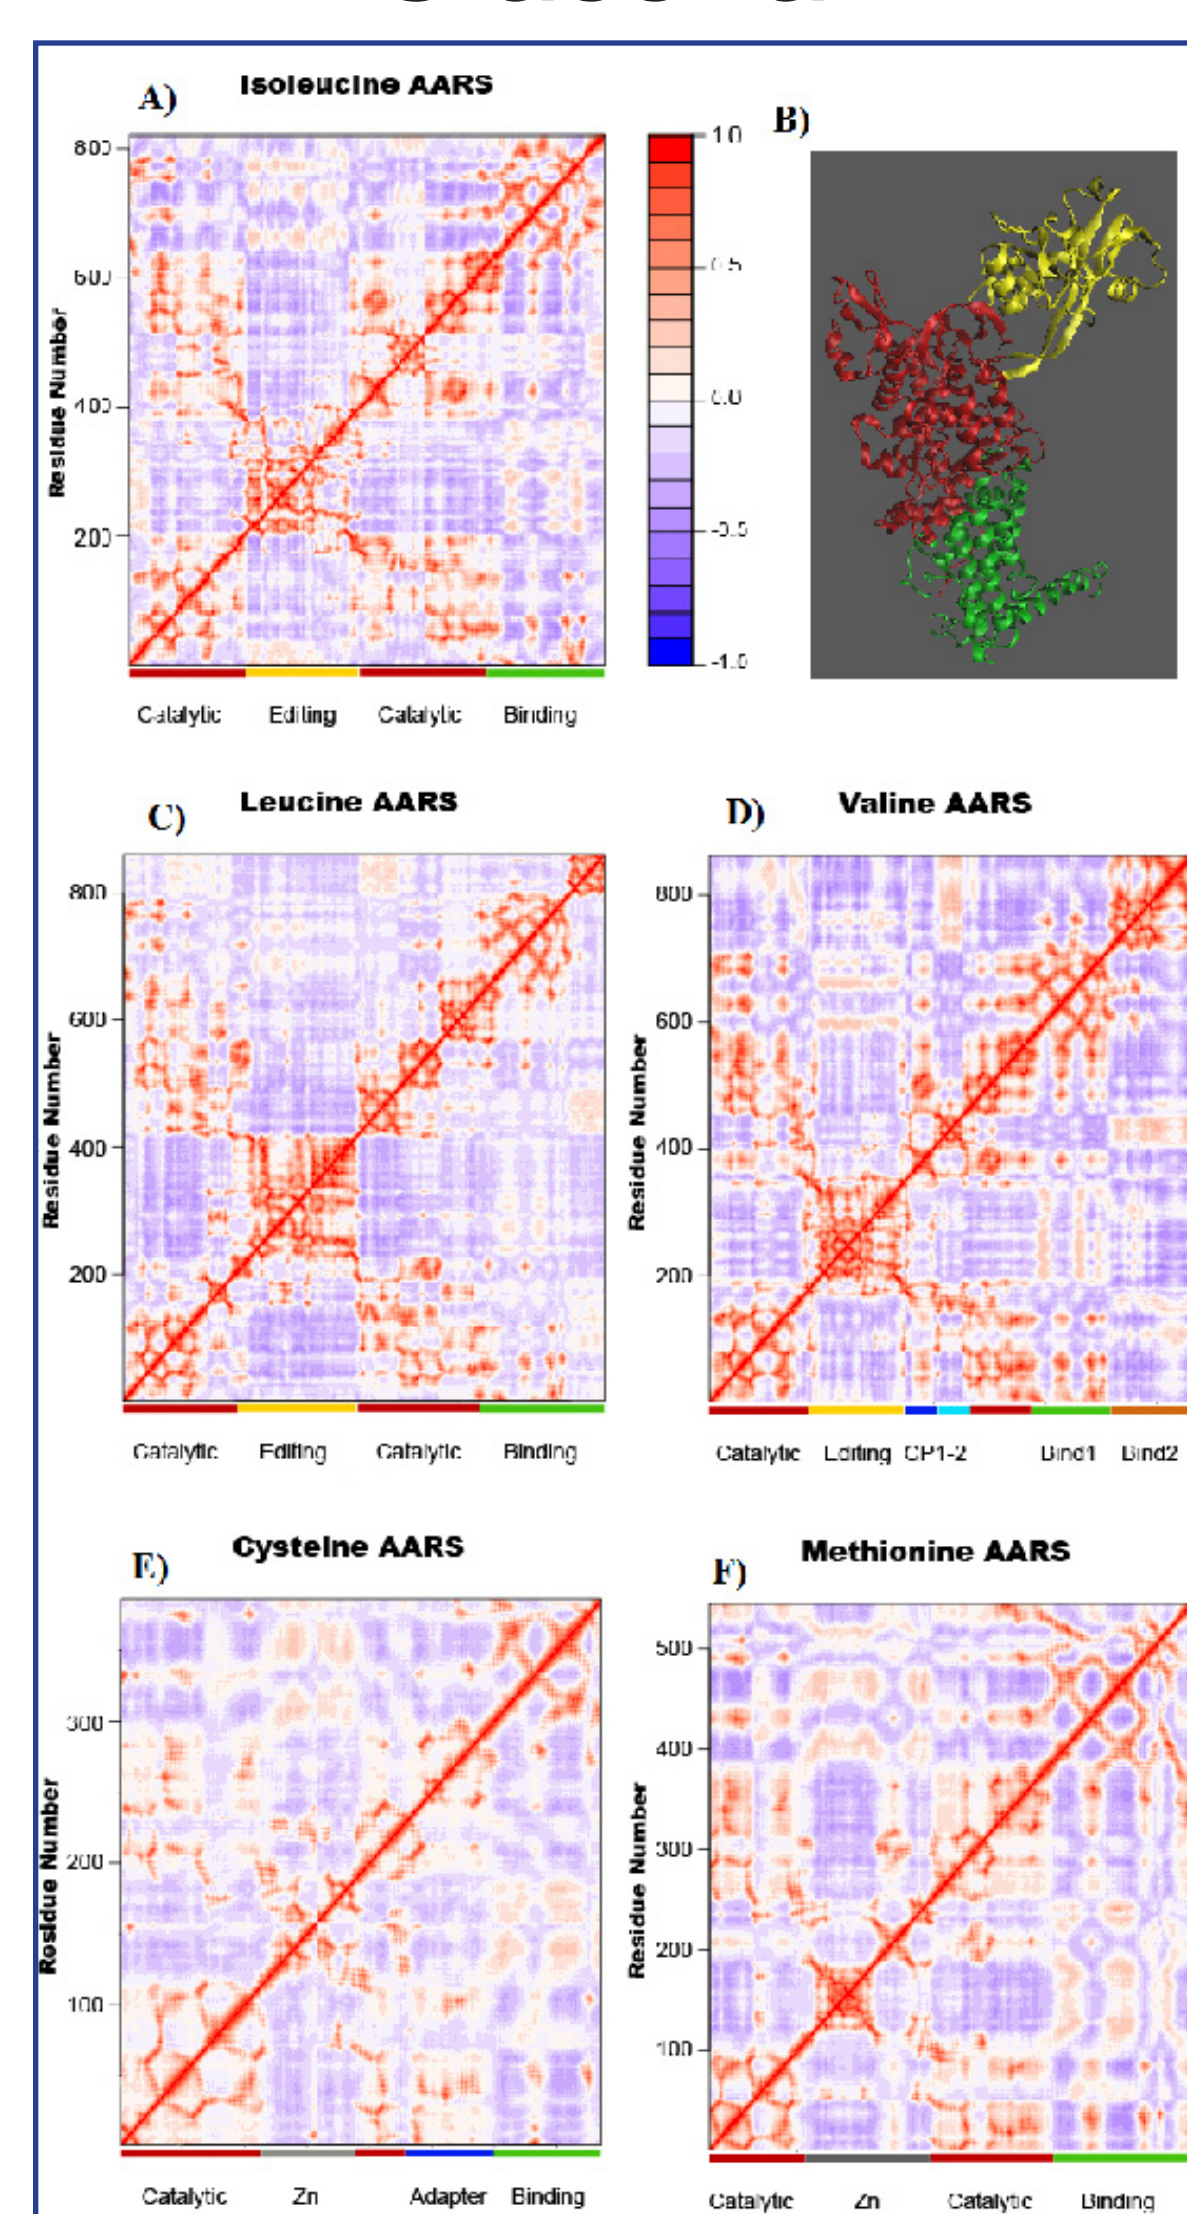 A)
Isoleucine AARS
B)
Residue Number
800
600
400
200
1.0
0.5
0.0
-0.5
-1.0
Catalytic Editing Catalytic Binding
C)
Leucine AARS
D)
Valine AARS
Residue Number
800
600
400
200
Residue Number
800
600
400
200
Catalytic Editing Catalytic Binding
Catalytic Editing CP1-2 Bind1 Bind2
E)
Cysteine AARS
F)
Methionine AARS
Residue Number
300
200
100
Residue Number
500
400
300
200
100
Catalytic Zn Adapter Binding
Catalytic Zn Catalytic Binding